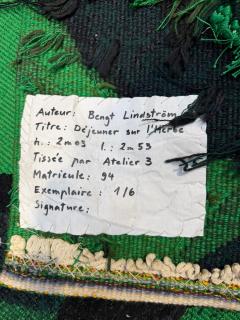 Auteur: Bengt Lindström
Titre: Déjeuner sur l'Herbe
h.: 2m03 l.: 2m53
Tissée par Atelier 3
Matricule: 94
Exemplaire: 1/6
Signature: